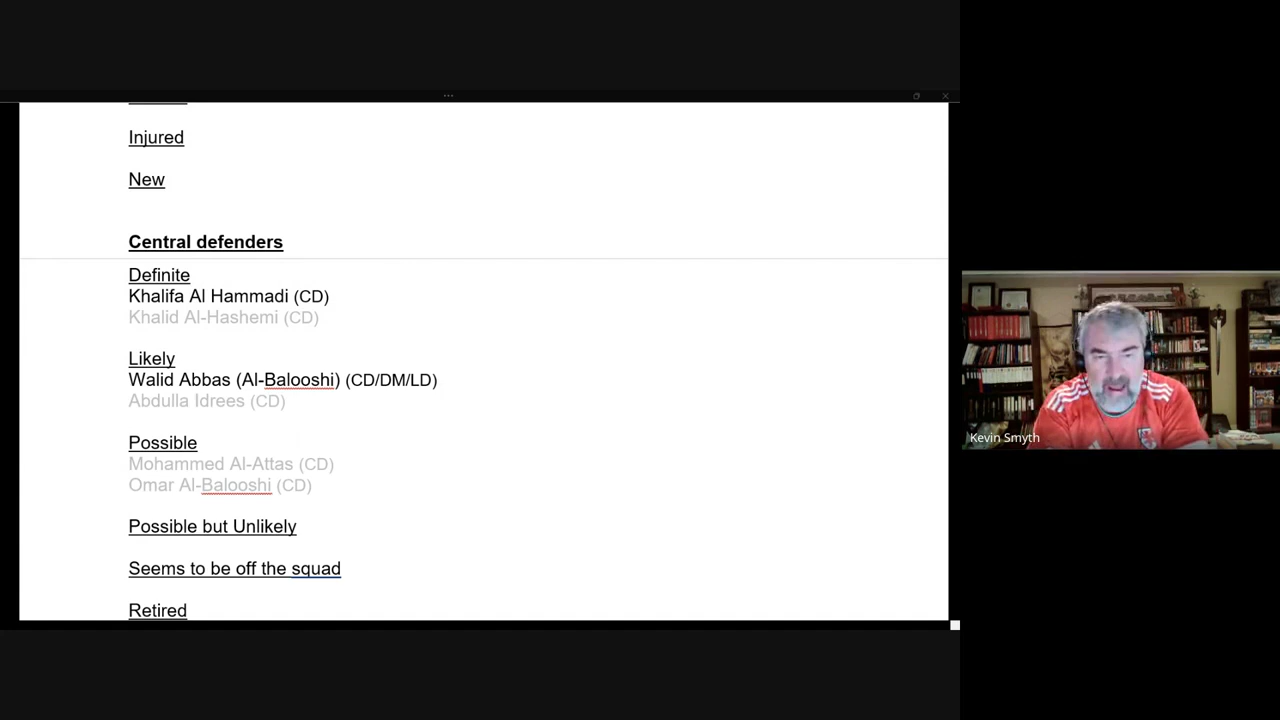 Injured
New
Central defenders
Definite
Khalifa Al Hammadi (CD)
Khalid Al-Hashemi (CD)
Likely
Walid Abbas (Al-Balooshi) (CD/DM/LD)
Abdulla Idrees (CD)
Possible
Mohammed Al-Attas (CD)
Omar Al-Balooshi (CD)
Possible but Unlikely
Seems to be off the squad
Retired
Kevin Smyth